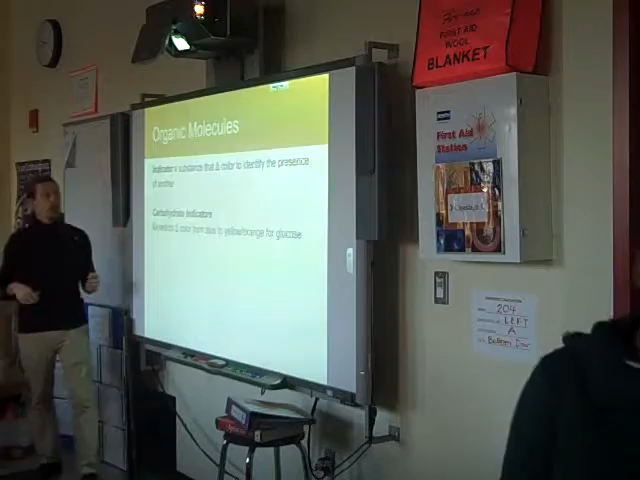 FIRST AID
WOOL
BLANKET
Organic Molecules
Indicator = substance that Δ color to identify the presence
of another
Carbohydrate Indicators
Benedicts Δ color from blue to yellow/orange for glucose
First Aid
Station
204
LEFT
A